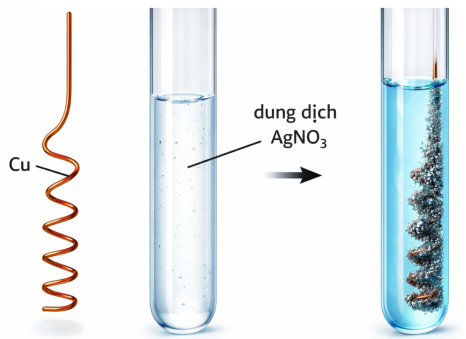 Cu
dung dịch
AgNO₃